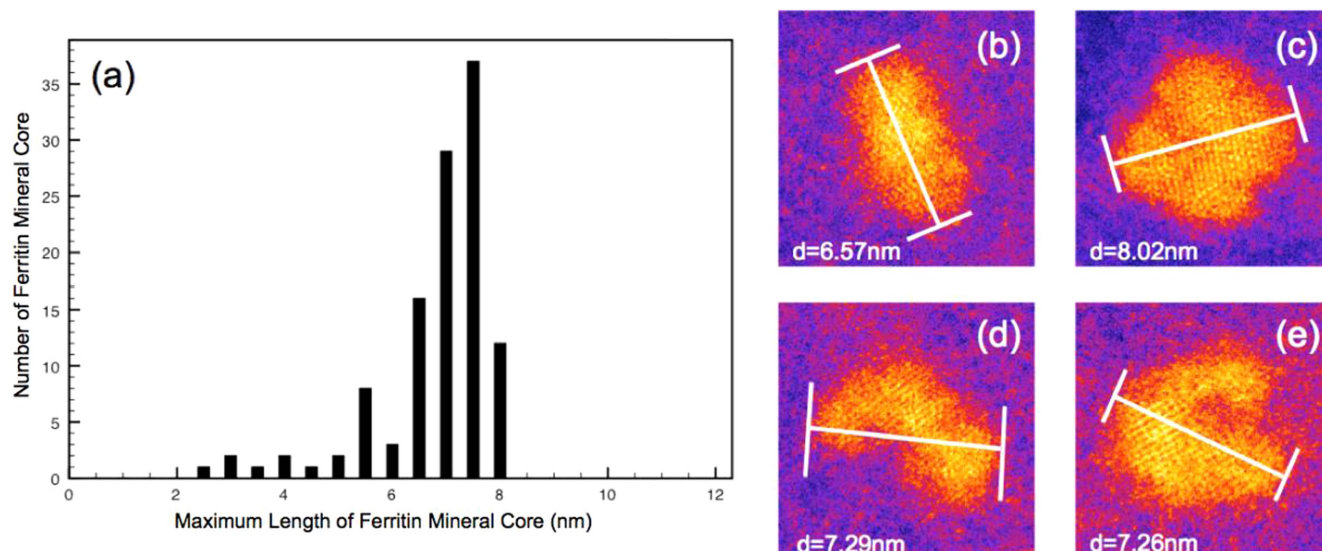 (a)
Number of Ferritin Mineral Core
35
30
25
20
15
10
5
0
0 2 4 6 8 10 12
Maximum Length of Ferritin Mineral Core (nm)
(b)
d=6.57nm
(c)
d=8.02nm
(d)
d=7.29nm
(e)
d=7.26nm